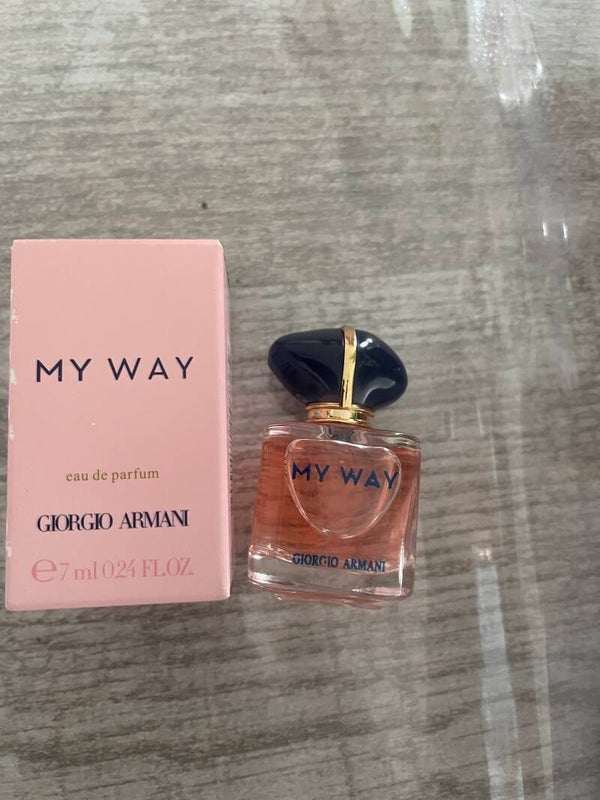 MY WAY
eau de parfum
GIORGIO ARMANI
e 7 ml 0.24 FL.OZ.
MY WAY
GIORGIO ARMANI